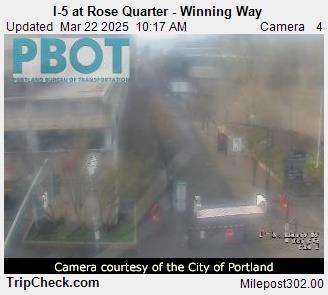 I-5 at Rose Quarter - Winning Way
Updated Mar 22 2025 10:17 AM Camera 4
PBOT
PORTLAND BUREAU OF TRANSPORTATION
Camera courtesy of the City of Portland
TripCheck.com Milepost302.00